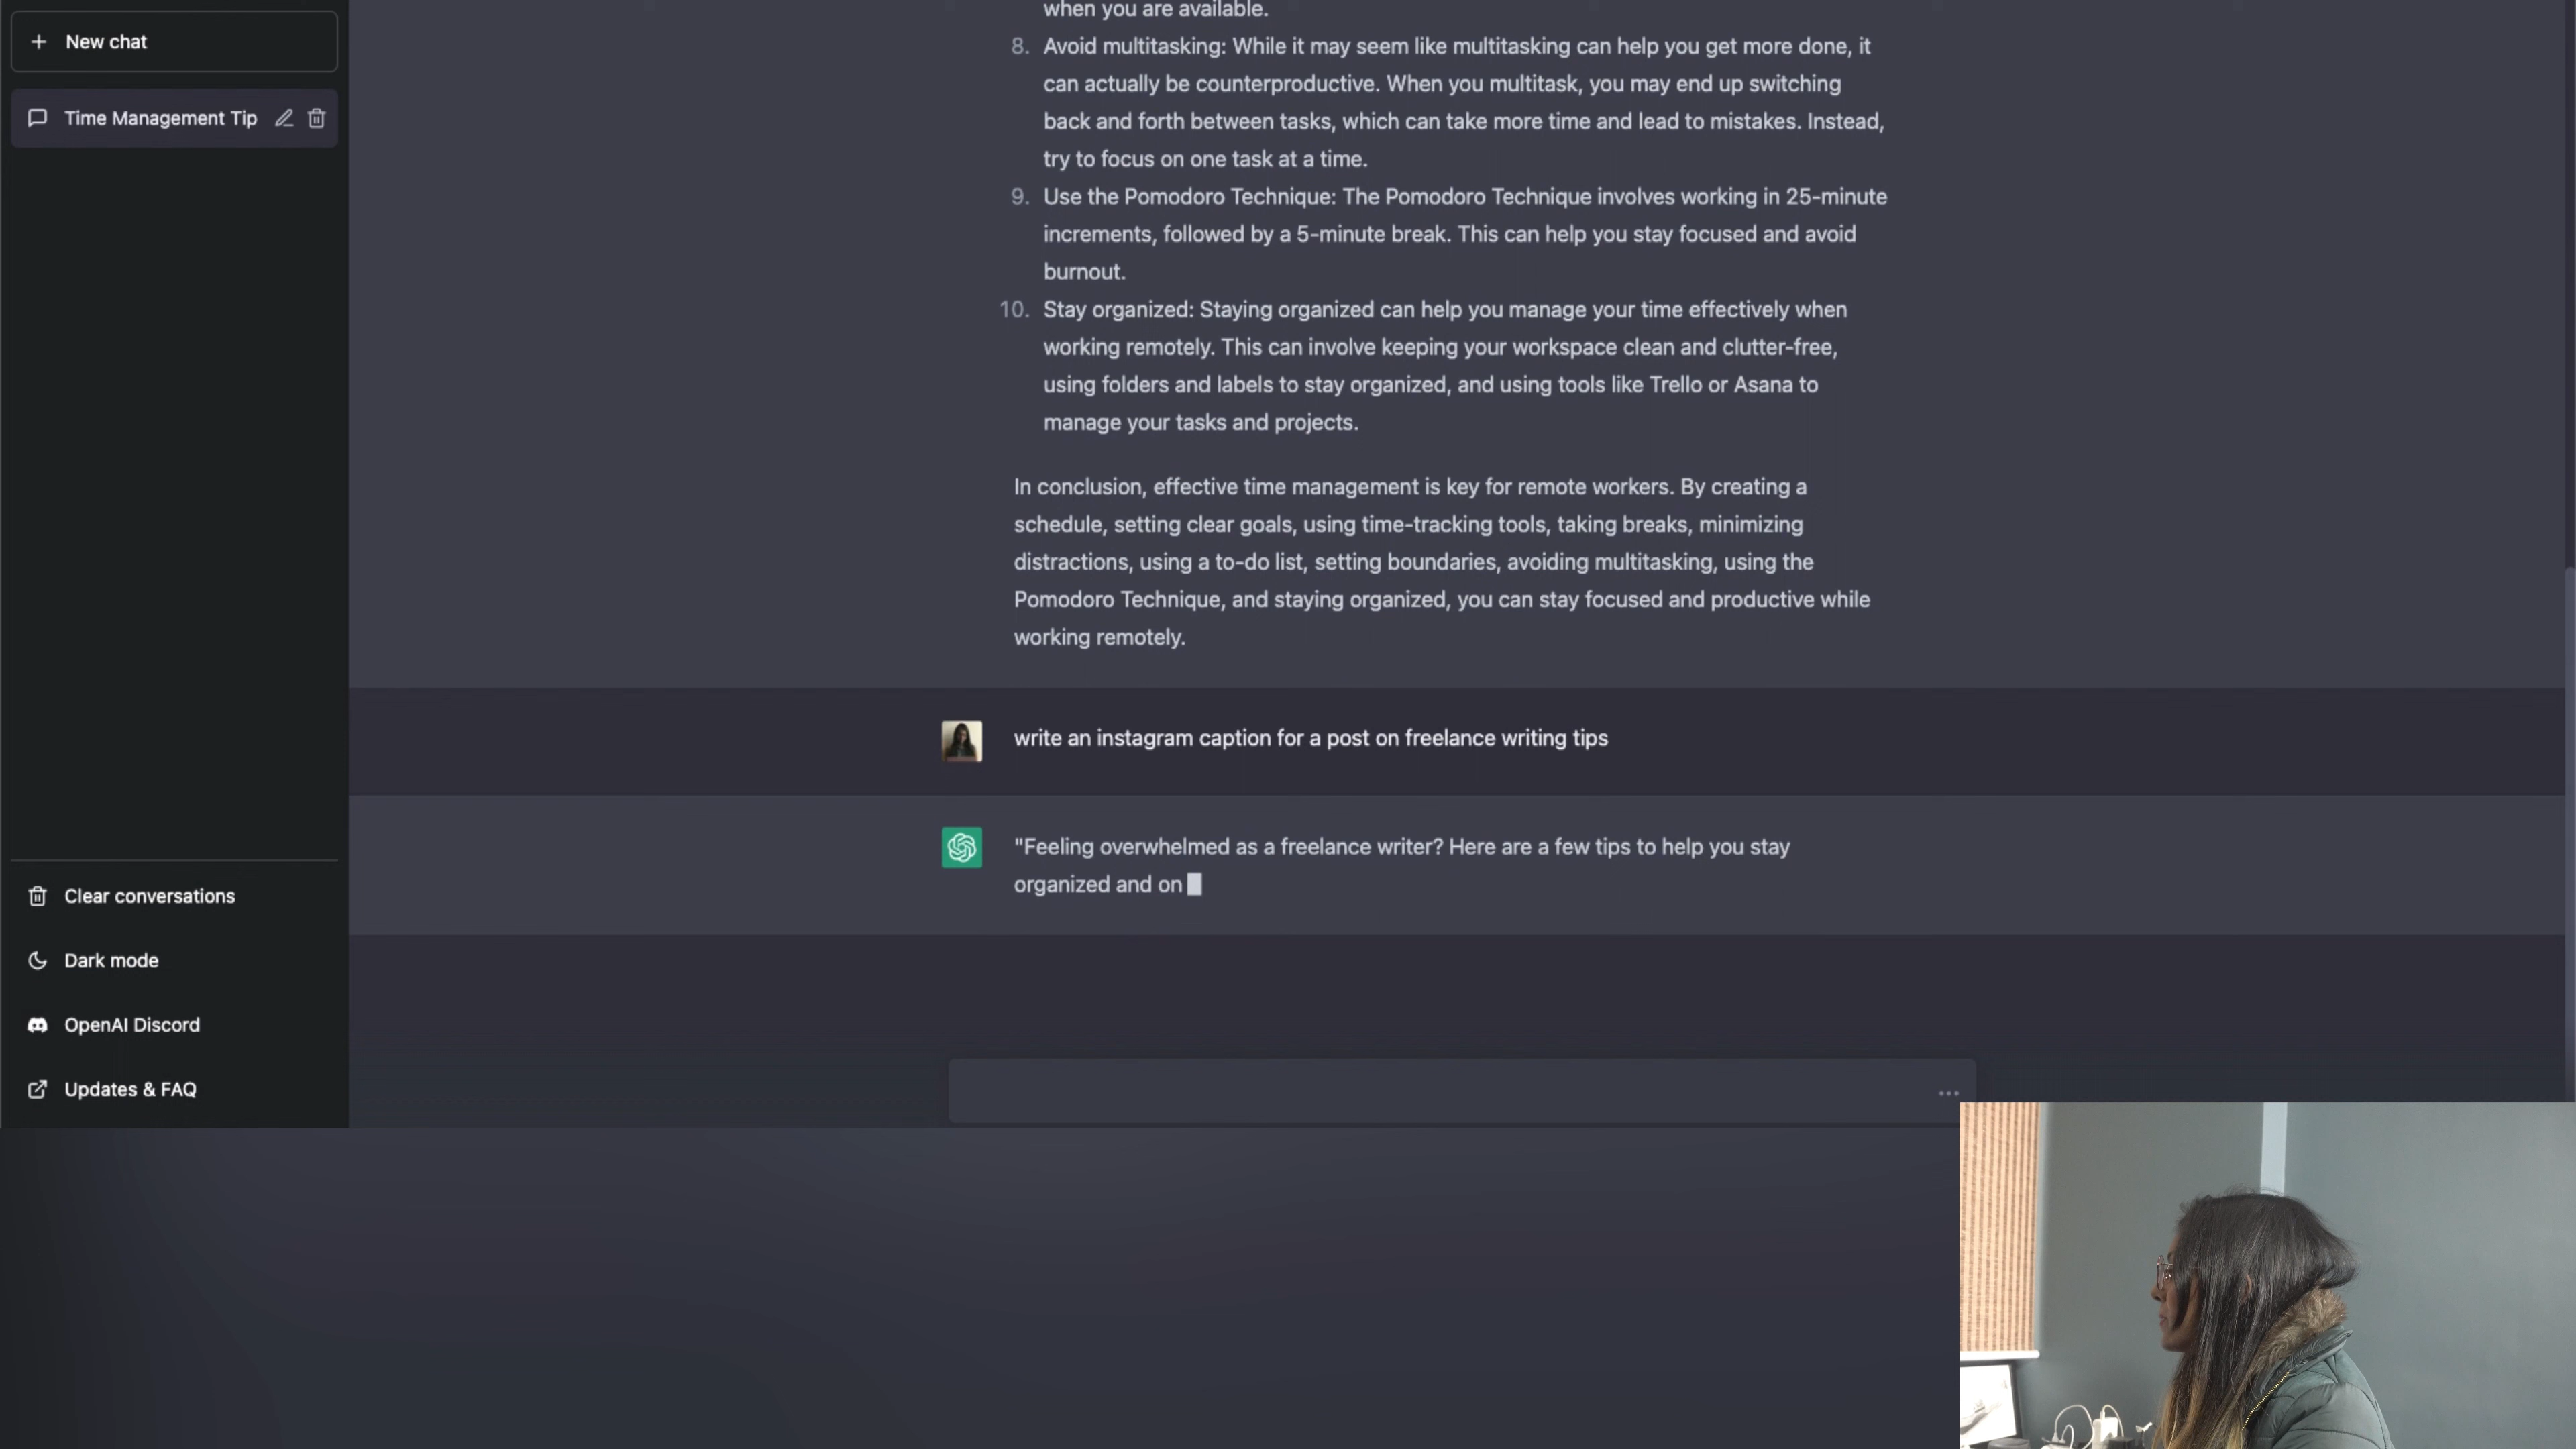 New chat
Time Management Tip
when you are available.
8. Avoid multitasking: While it may seem like multitasking can help you get more done, it
can actually be counterproductive. When you multitask, you may end up switching
back and forth between tasks, which can take more time and lead to mistakes. Instead,
try to focus on one task at a time.
9. Use the Pomodoro Technique: The Pomodoro Technique involves working in 25-minute
increments, followed by a 5-minute break. This can help you stay focused and avoid
burnout.
10. Stay organized: Staying organized can help you manage your time effectively when
working remotely. This can involve keeping your workspace clean and clutter-free,
using folders and labels to stay organized, and using tools like Trello or Asana to
manage your tasks and projects.
In conclusion, effective time management is key for remote workers. By creating a
schedule, setting clear goals, using time-tracking tools, taking breaks, minimizing
distractions, using a to-do list, setting boundaries, avoiding multitasking, using the
Pomodoro Technique, and staying organized, you can stay focused and productive while
working remotely.
write an instagram caption for a post on freelance writing tips
"Feeling overwhelmed as a freelance writer? Here are a few tips to help you stay
organized and on
Clear conversations
Dark mode
OpenAI Discord
Updates & FAQ